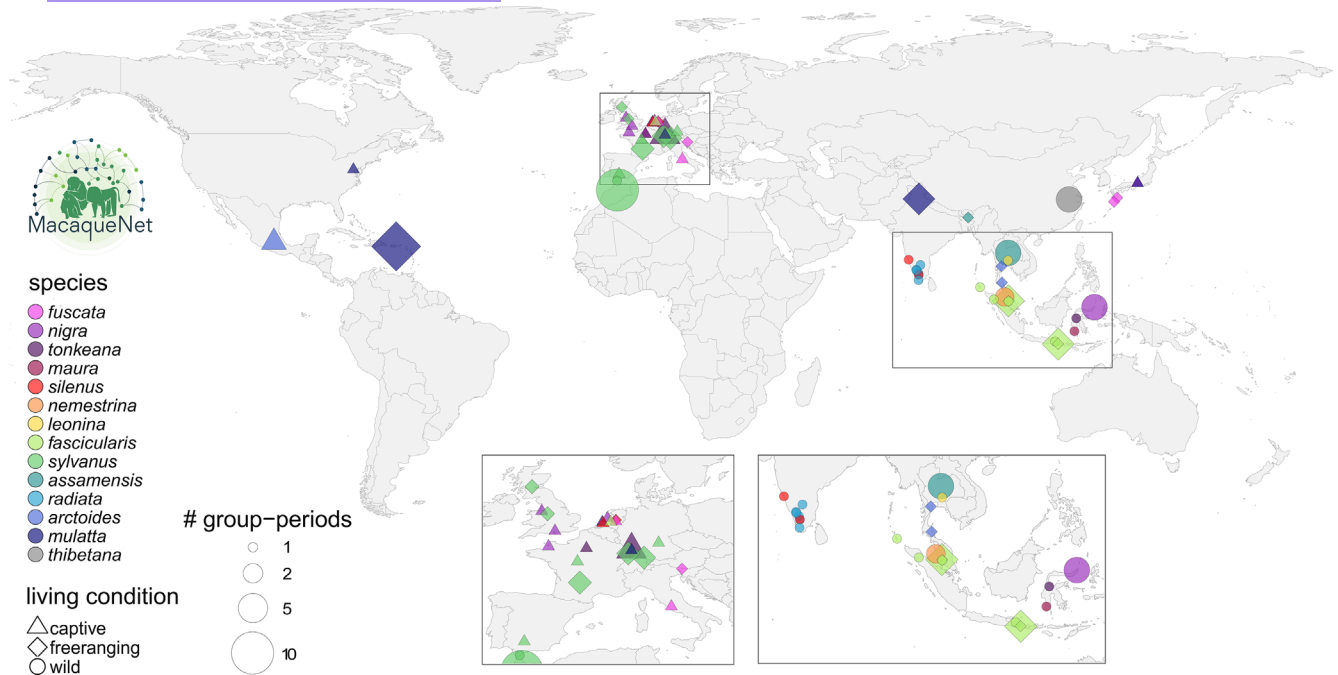 MacaqueNet
species
fuscata
nigra
tonkeana
maura
silenus
nemestrina
leonina
fascicularis
sylvanus
assamensis
radiata
arctoides
mulatta
thibetana
# group−periods
1
2
5
10
living condition
captive
freeranging
wild